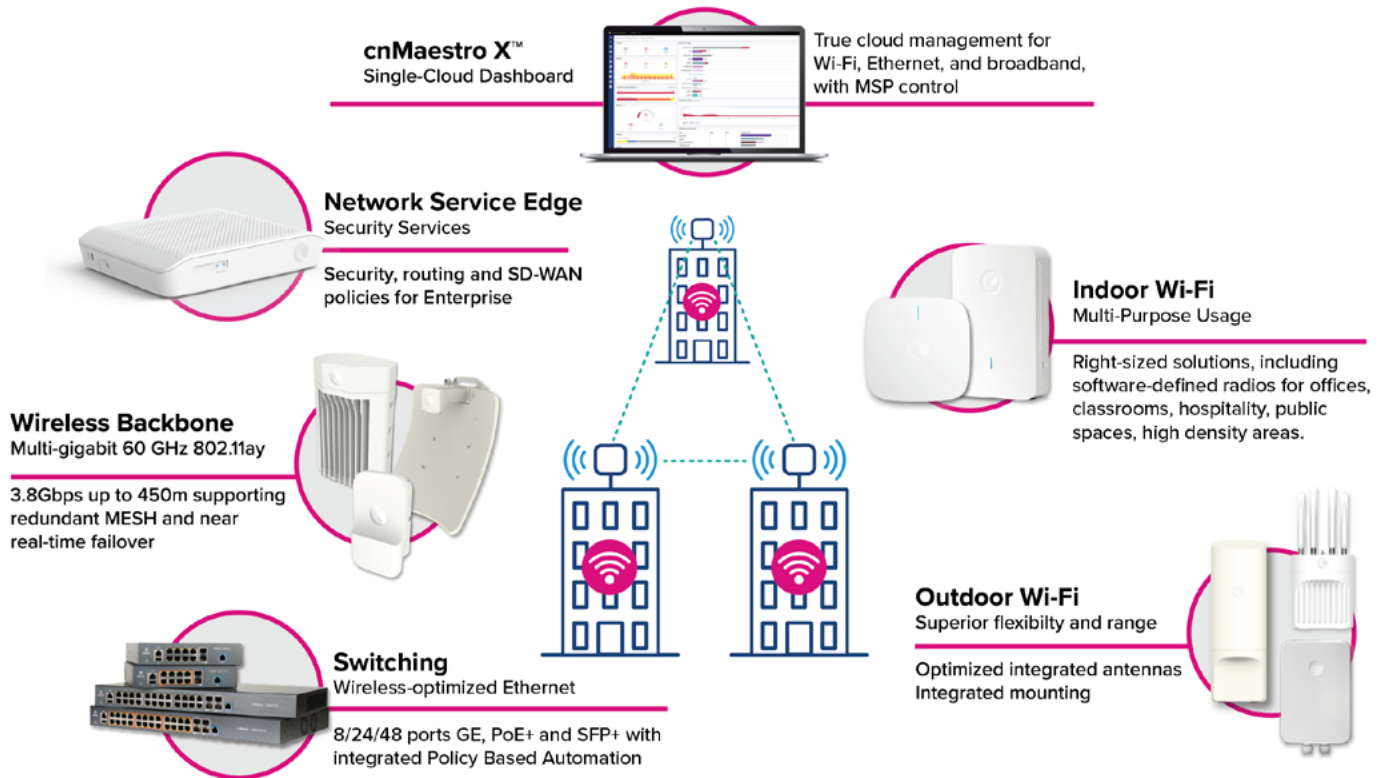 cnMaestro X™
Single-Cloud Dashboard
True cloud management for
Wi-Fi, Ethernet, and broadband,
with MSP control
Network Service Edge
Security Services
Security, routing and SD-WAN
policies for Enterprise
Indoor Wi-Fi
Multi-Purpose Usage
Right-sized solutions, including
software-defined radios for offices,
classrooms, hospitality, public
spaces, high density areas.
Wireless Backbone
Multi-gigabit 60 GHz 802.11ay
3.8Gbps up to 450m supporting
redundant MESH and near
real-time failover
Outdoor Wi-Fi
Superior flexibilty and range
Optimized integrated antennas
Integrated mounting
Switching
Wireless-optimized Ethernet
8/24/48 ports GE, PoE+ and SFP+ with
integrated Policy Based Automation